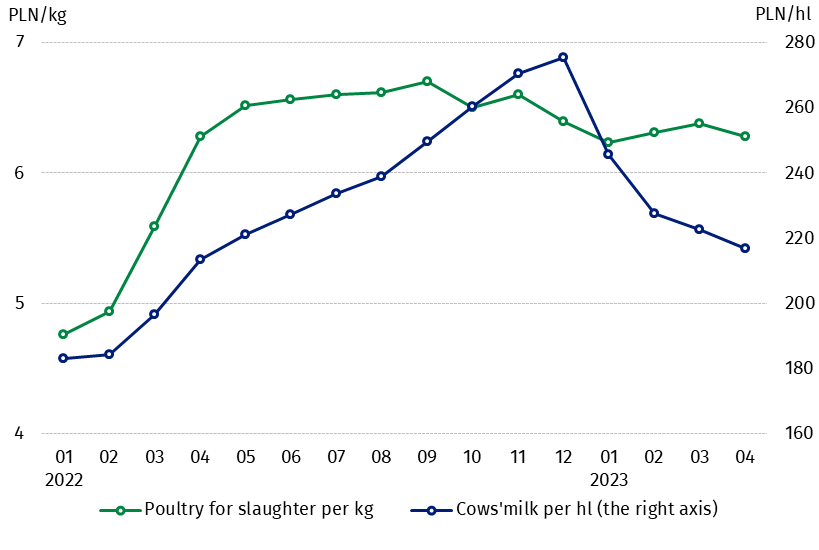 PLN/kg PLN/hl
7 280
260
6 240
220
5 200
180
4 160
01 02 03 04 05 06 07 08 09 10 11 12 01 02 03 04
2022 2023
Poultry for slaughter per kg Cows'milk per hl (the right axis)